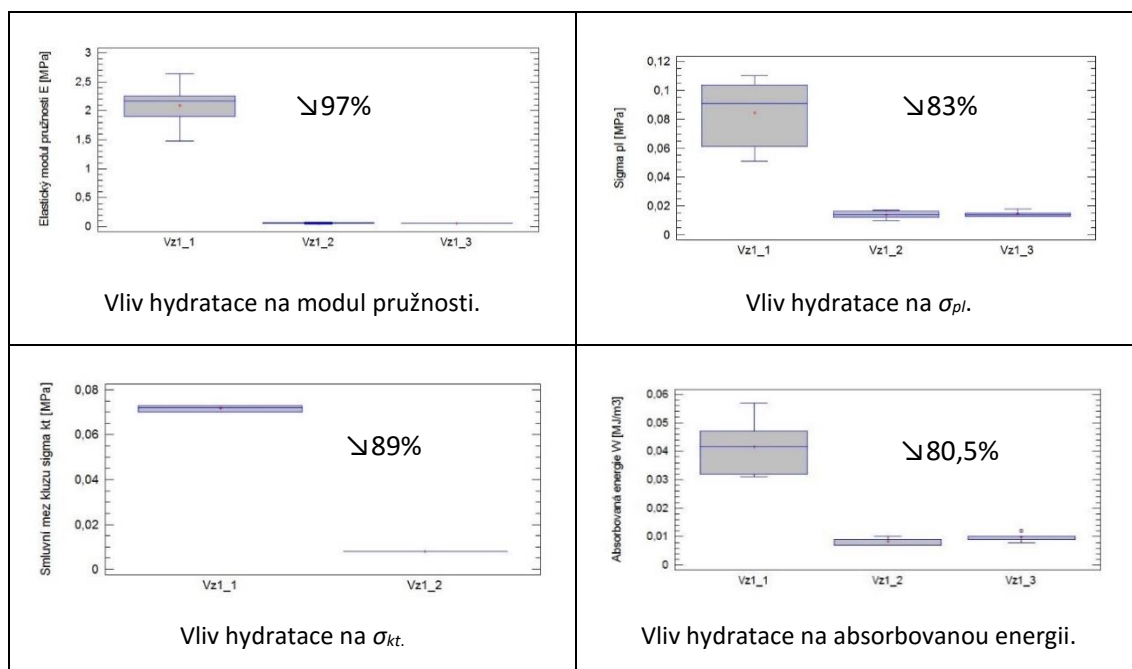 Elastický modul pružnosti E [MPa]
3
2,5
2
1,5
1
0,5
0
↘97%
Vz1_1 Vz1_2 Vz1_3
Vliv hydratace na modul pružnosti.
Sigma pl [MPa]
0,12
0,1
0,08
0,06
0,04
0,02
0
↘83%
Vz1_1 Vz1_2 Vz1_3
Vliv hydratace na σpl.
Smluvní mez kluzu sigma kt [MPa]
0,08
0,06
0,04
0,02
0
↘89%
Vz1_1 Vz1_2
Vliv hydratace na σkt.
Absorbovaná energie W [MJ/m3]
0,06
0,05
0,04
0,03
0,02
0,01
0
↘80,5%
Vz1_1 Vz1_2 Vz1_3
Vliv hydratace na absorbovanou energii.